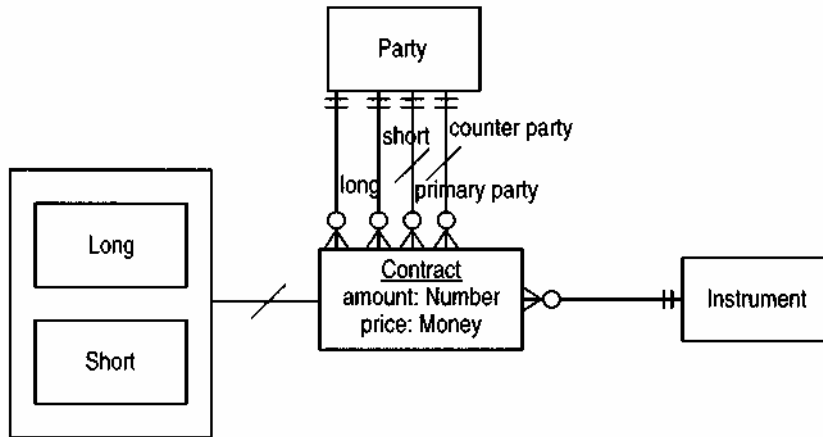 Party
short
counter party
long
primary party
Long
Contract
amount: Number
price: Money
Instrument
Short